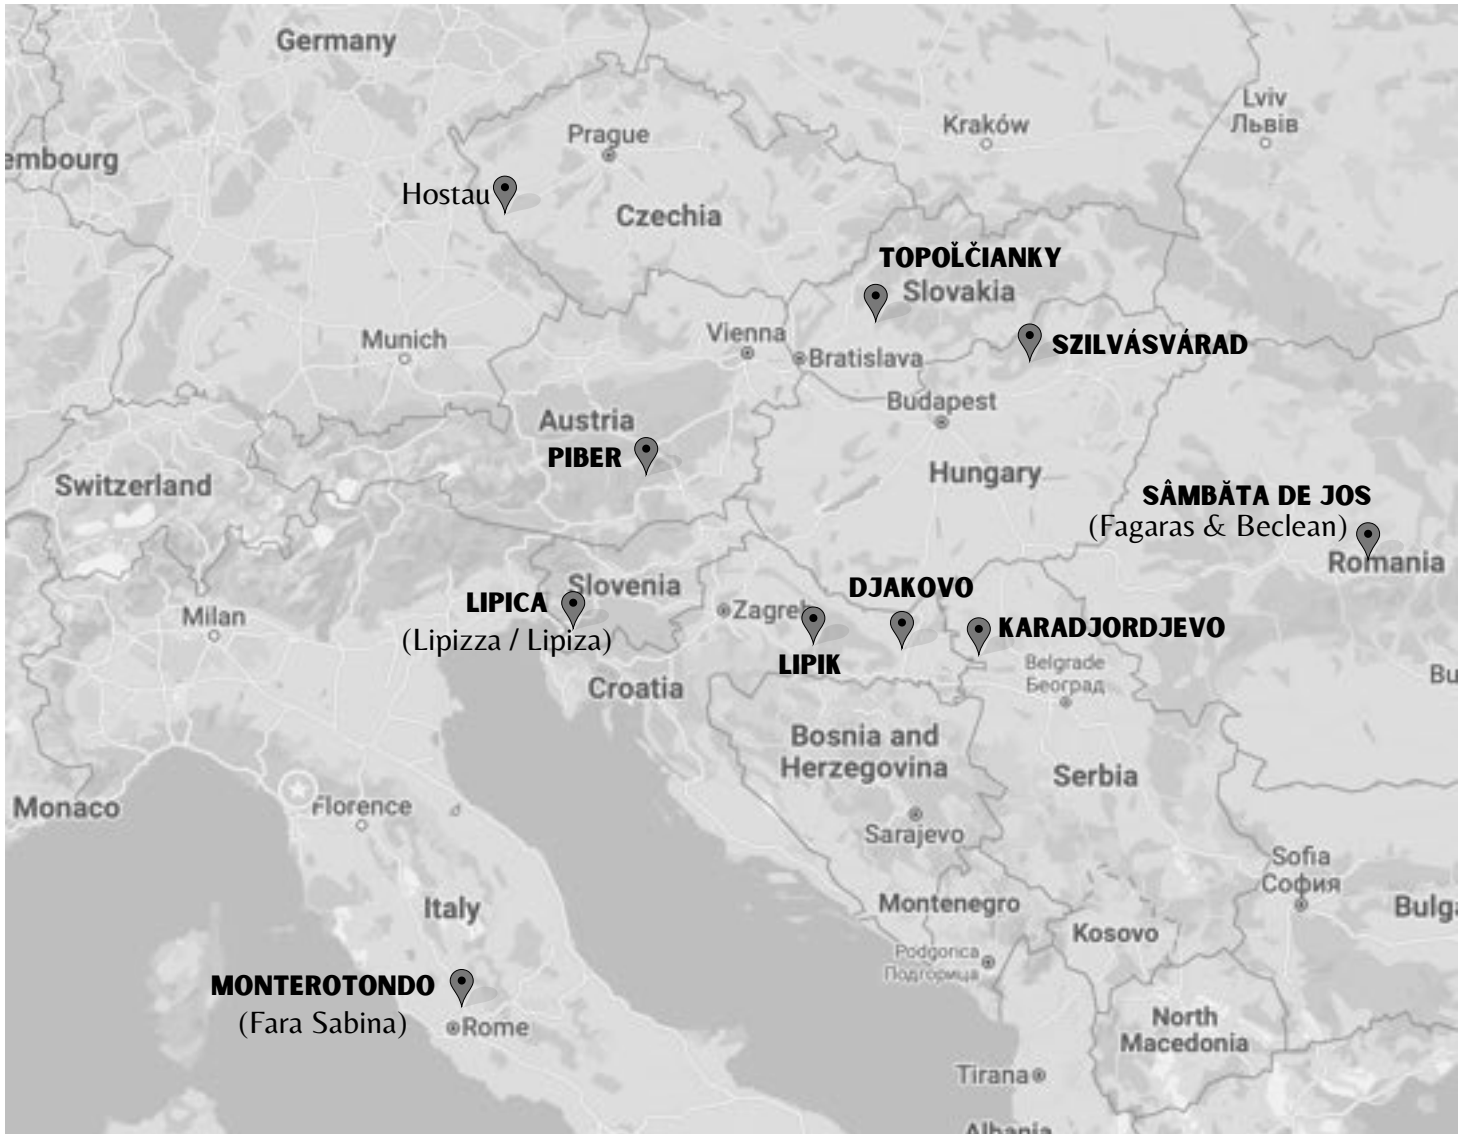 Germany
Lviv
Львів
Kraków
Prague
embourg
Hostau
Czechia
TOPOĽČIANKY
Slovakia
Munich
Vienna
Bratislava
SZILVÁSVÁRAD
Budapest
Austria
PIBER
Hungary
Switzerland
SÂMBĂTA DE JOS
(Fagaras & Beclean)
Romania
Slovenia
DJAKOVO
LIPICA
(Lipizza / Lipiza)
Milan
Zagreb
KARADJORDJEVO
LIPIK
Belgrade
Београд
Bu
Croatia
Bosnia and
Herzegovina
Serbia
Monaco
Florence
Sarajevo
Sofia
София
Italy
Montenegro
Bulga
Kosovo
Podgorica
Подгорица
MONTEROTONDO
(Fara Sabina)
Rome
North
Macedonia
Tirana
Albania